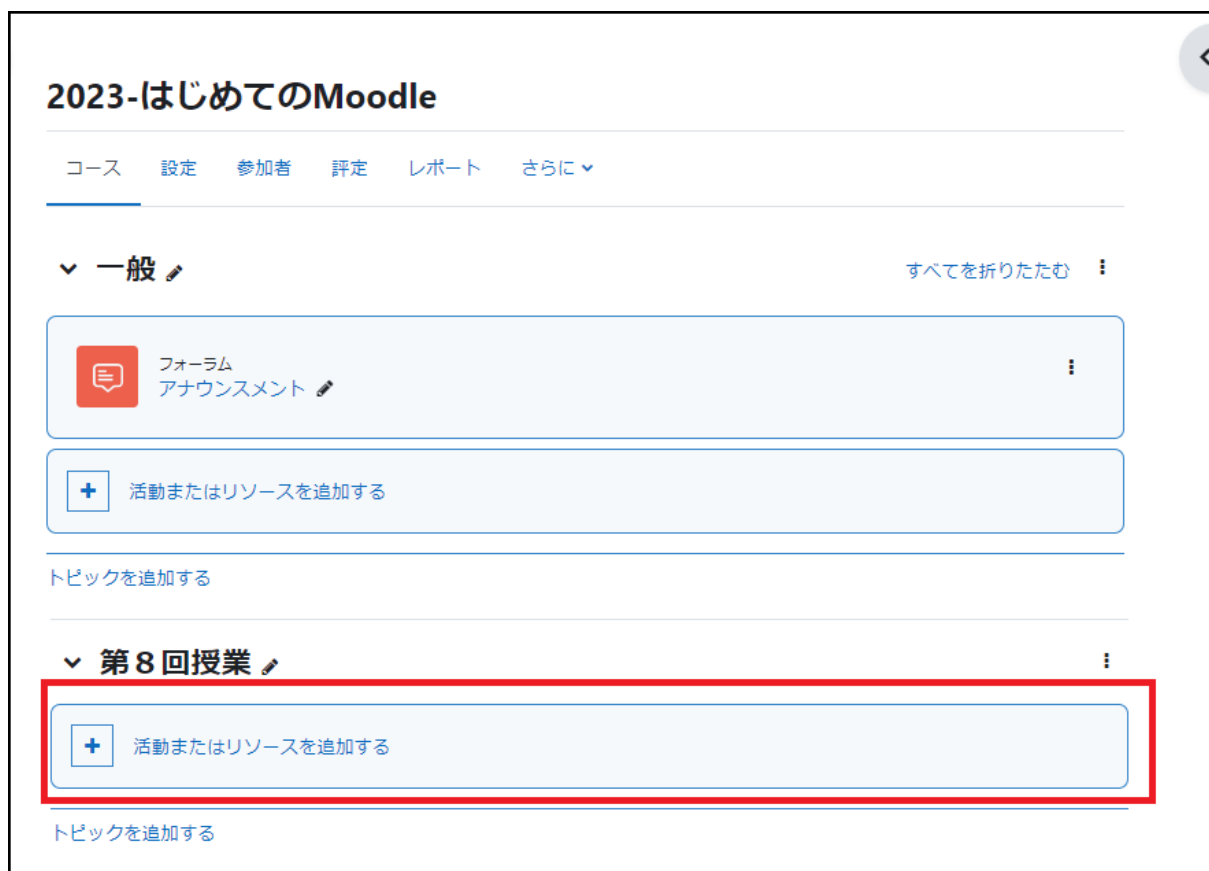 2023-はじめてのMoodle
コース 設定 参加者 評定 レポート さらに
一般 すべてを折りたたむ
フォーラム
アナウンスメント
活動またはリソースを追加する
トピックを追加する
第８回授業
活動またはリソースを追加する
トピックを追加する